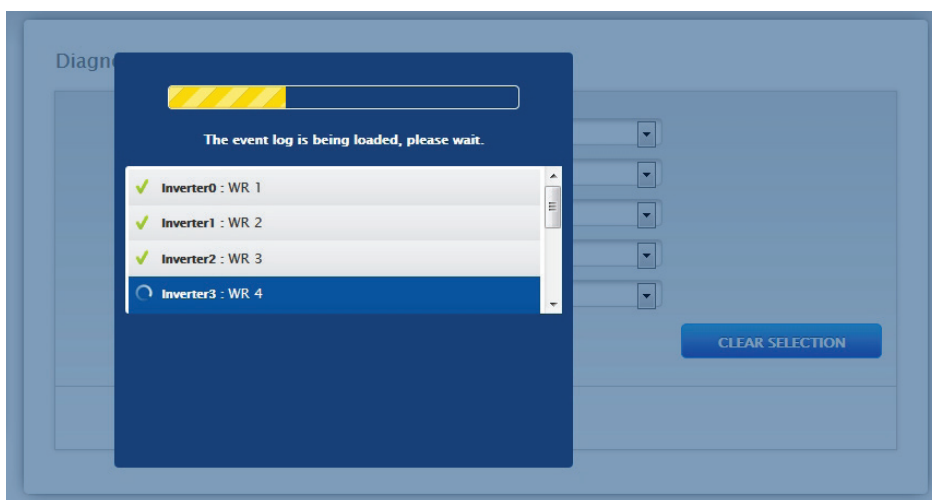 The event log is being loaded, please wait.
Inverter0 : WR 1
Inverter1 : WR 2
Inverter2 : WR 3
Inverter3 : WR 4
CLEAR SELECTION